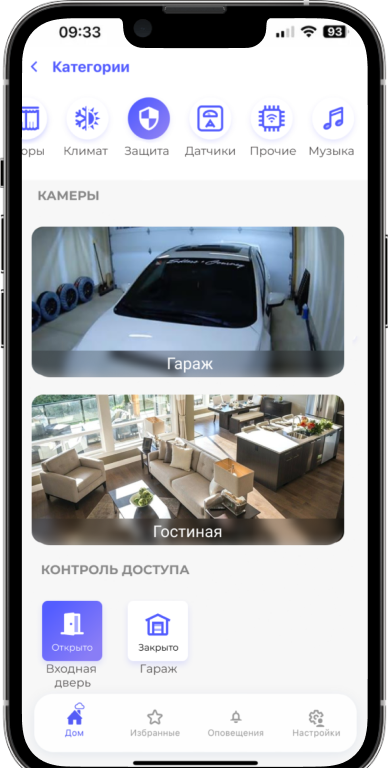 09:33
93
Категории
оры
Климат
Защита
Датчики
Прочие
Музыка
КАМЕРЫ
Гараж
Гостиная
КОНТРОЛЬ ДОСТУПА
Открыто
Закрыто
Входная
дверь
Гараж
Дом
Избранные
Оповещения
Настройки